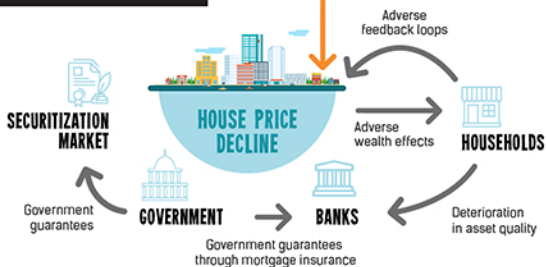 Adverse
feedback loops
SECURITIZATION
MARKET
HOUSE PRICE
DECLINE
Adverse
wealth effects
HOUSEHOLDS
Government
guarantees
GOVERNMENT
BANKS
Deterioration
in asset quality
Government guarantees
through mortgage insurance